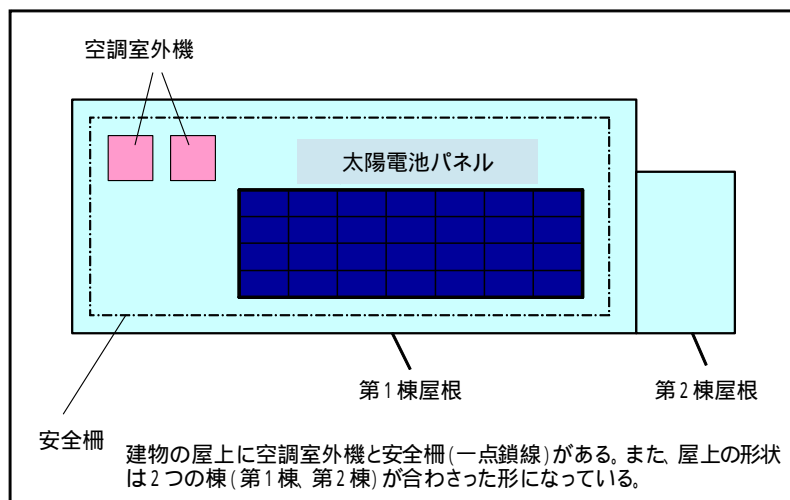 空調室外機
太陽電池パネル
第1棟屋根
第2棟屋根
安全柵
建物の屋上に空調室外機と安全柵(一点鎖線)がある。また、屋上の形状
は2つの棟(第1棟、第2棟)が合わさった形になっている。